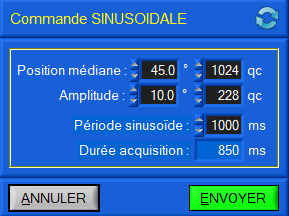 Commande SINUSOIDALE
Position médiane : 45.0 ° 1024 qc
Amplitude : 10.0 ° 228 qc
Période sinusoïde : 1000 ms
Durée acquisition : 850 ms
ANNULER ENVOYER